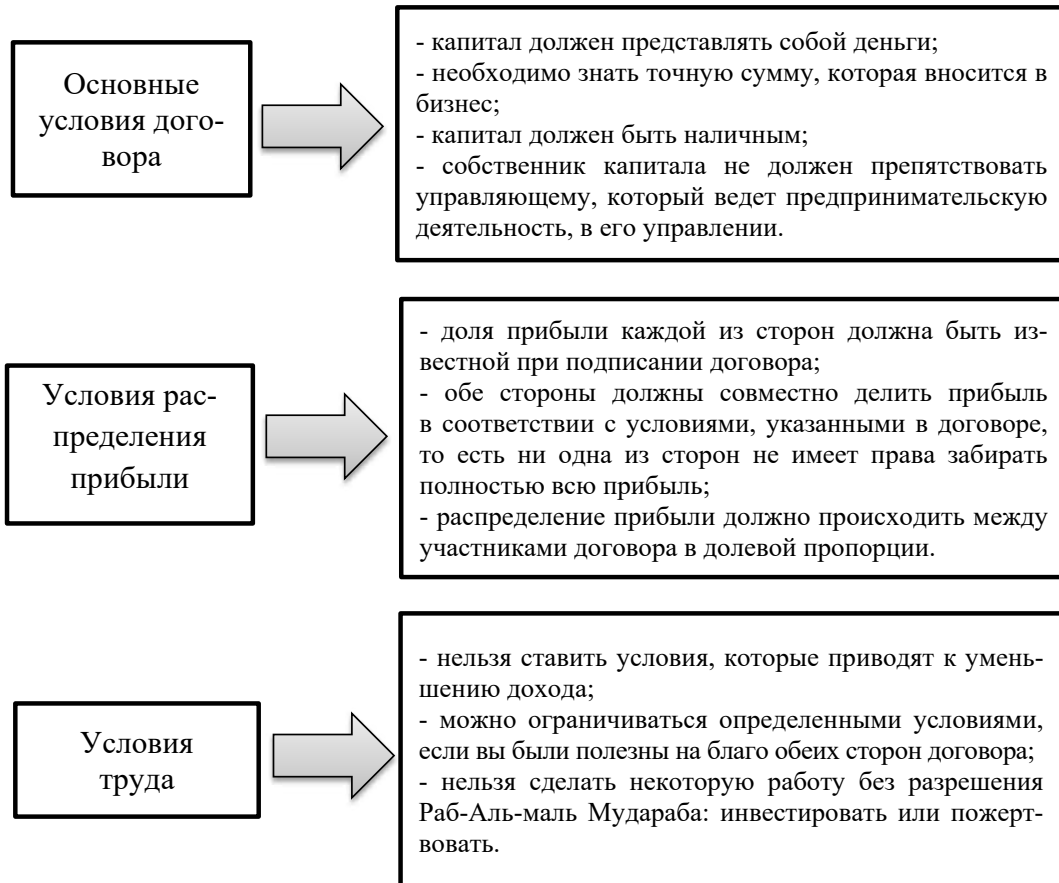 Основные
условия дого-
вора
- капитал должен представлять собой деньги;
- необходимо знать точную сумму, которая вносится в
бизнес;
- капитал должен быть наличным;
- собственник капитала не должен препятствовать
управляющему, который ведет предпринимательскую
деятельность, в его управлении.
Условия рас-
пределения
прибыли
- доля прибыли каждой из сторон должна быть из-
вестной при подписании договора;
- обе стороны должны совместно делить прибыль
в соответствии с условиями, указанными в договоре,
то есть ни одна из сторон не имеет права забирать
полностью всю прибыль;
- распределение прибыли должно происходить между
участниками договора в долевой пропорции.
Условия
труда
- нельзя ставить условия, которые приводят к умень-
шению дохода;
- можно ограничиваться определенными условиями,
если вы были полезны на благо обеих сторон договора;
- нельзя сделать некоторую работу без разрешения
Раб-Аль-маль Мудараба: инвестировать или пожерт-
вовать.